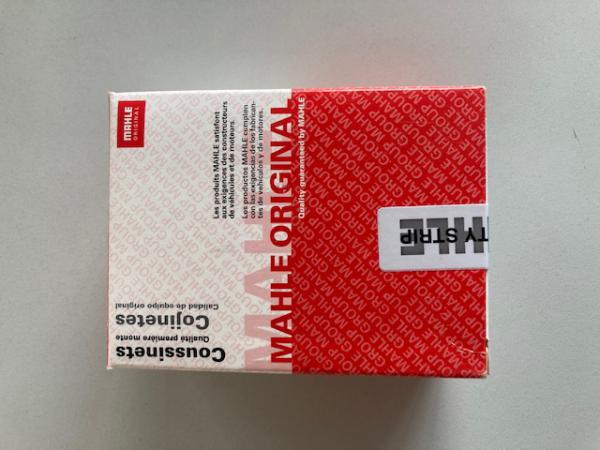 MAHLE
ORIGINAL
Les produits MAHLE satisfont
aux exigences des constructeurs
de véhicules et de moteurs.
Los productos MAHLE cumplen
con las exigencias de los fabrican-
tes de vehículos y de motores.
MAHLE ORIGINAL
Quality guaranteed by MAHLE
Coussinets
Qualité première monte
Cojinetes
Calidad de equipo original
TY STRIP